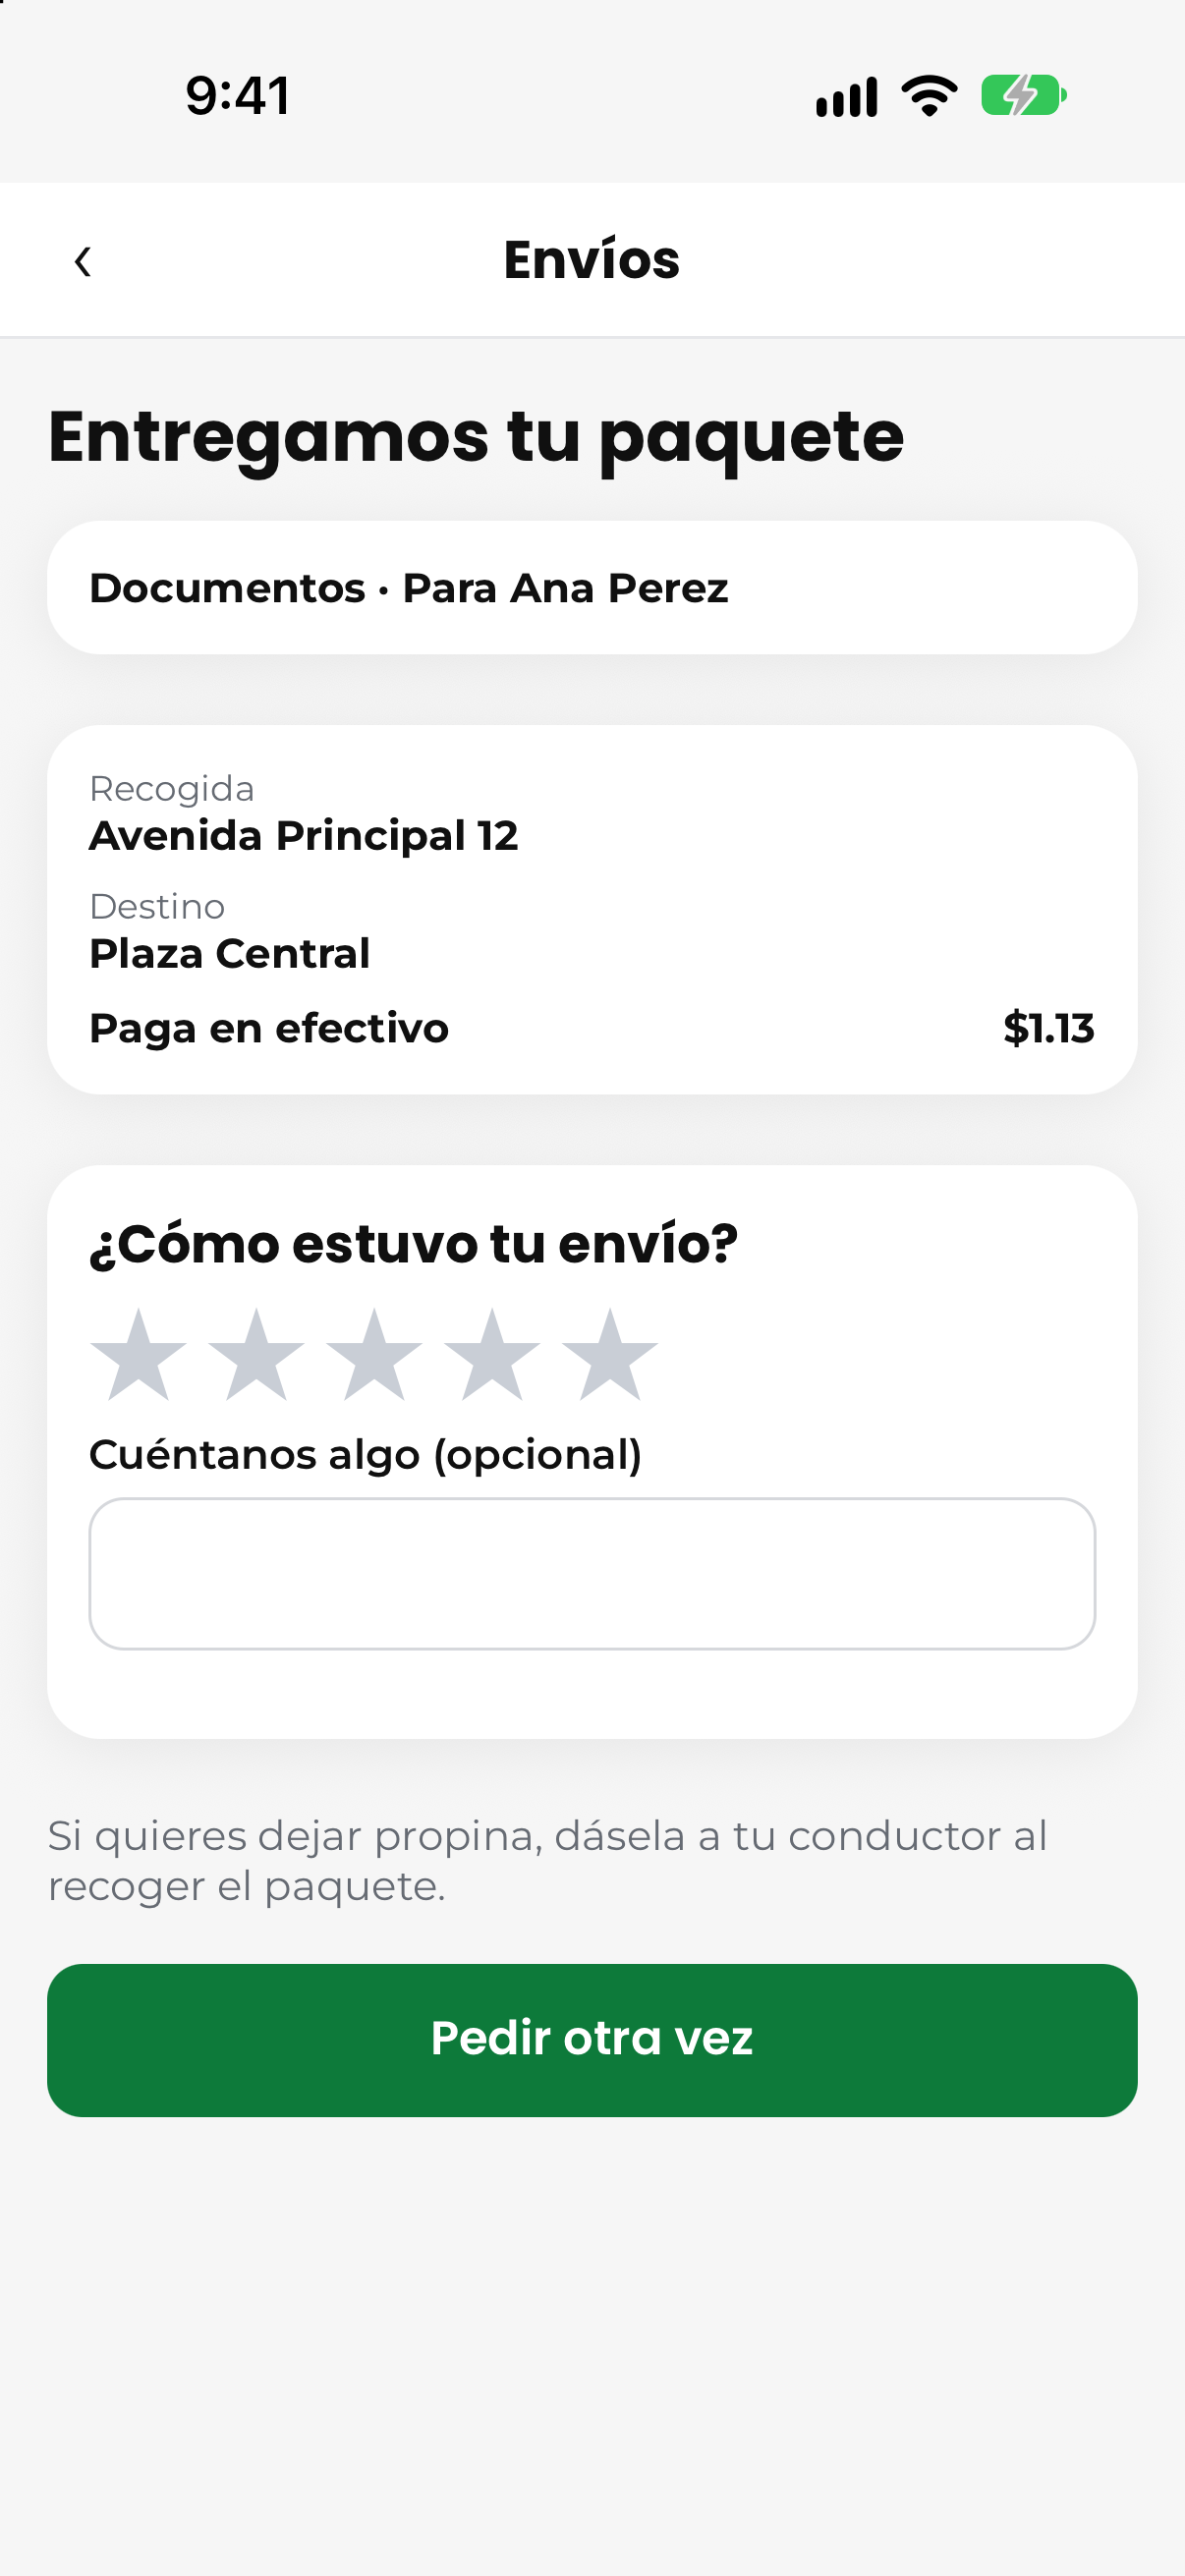 9:41
Envíos
Entregamos tu paquete
Documentos · Para Ana Perez
Recogida
Avenida Principal 12
Destino
Plaza Central
Paga en efectivo $1.13
¿Cómo estuvo tu envío?
Cuéntanos algo (opcional)
Si quieres dejar propina, dásela a tu conductor al
recoger el paquete.
Pedir otra vez